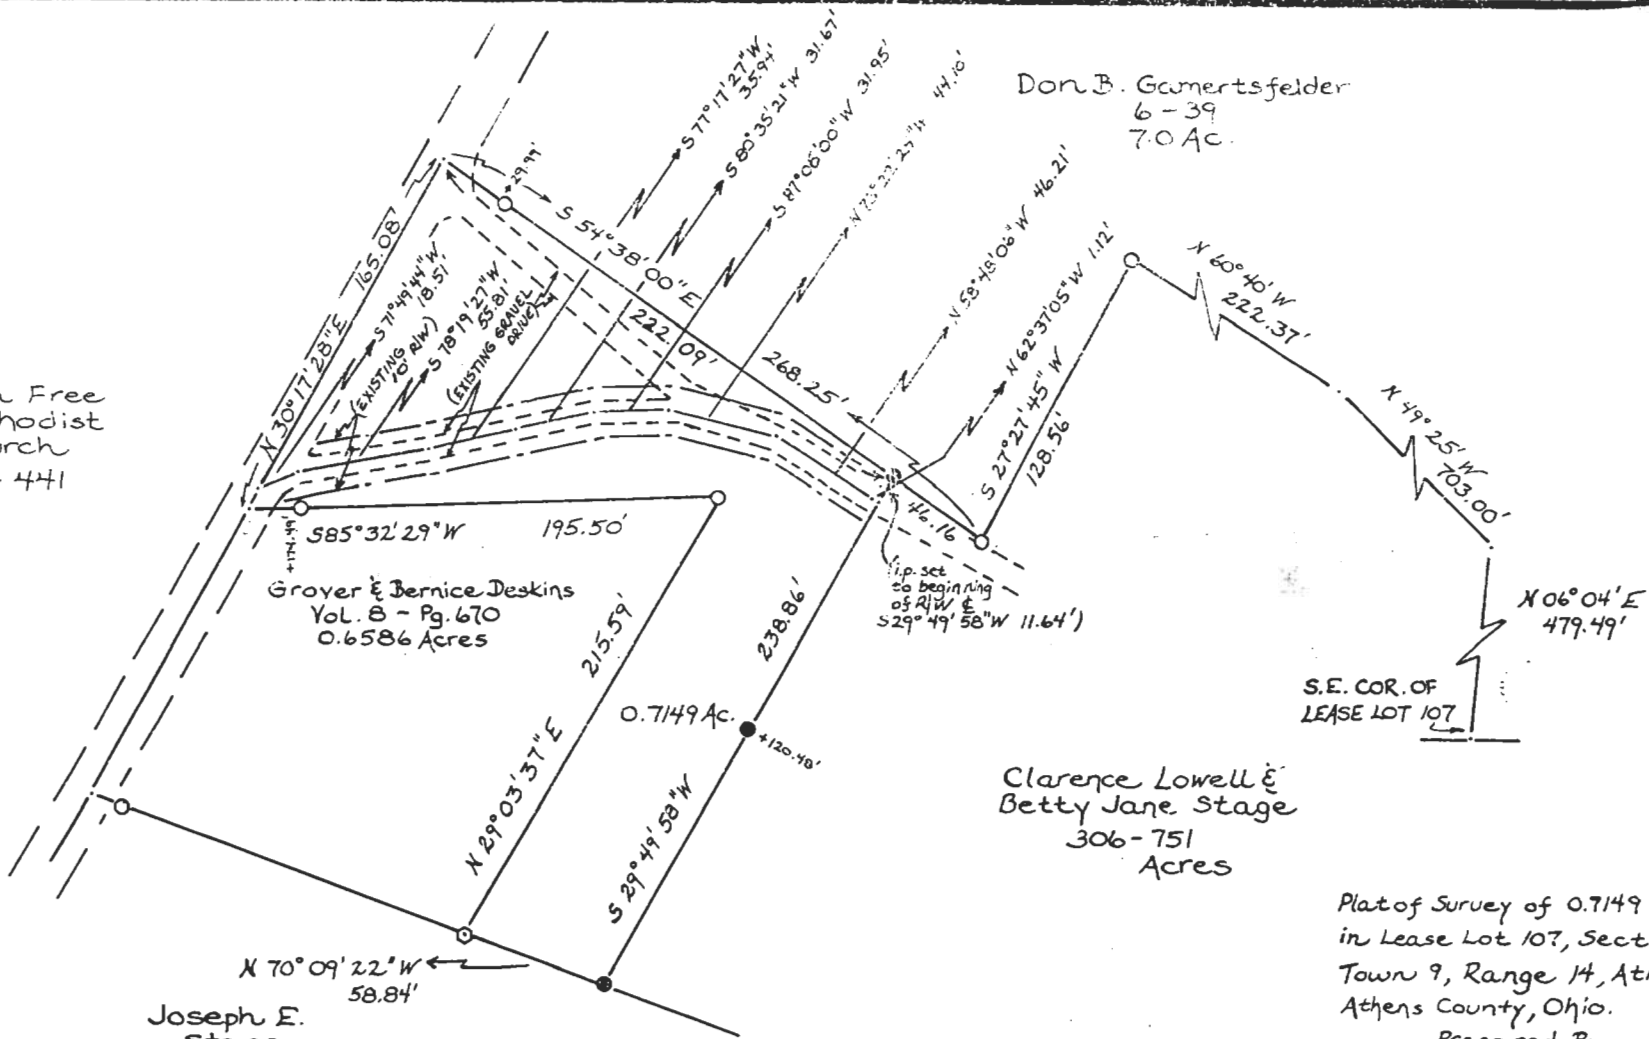 Don B. Gamertsfelder
6-39
7.0 Ac.
S 77°17'27"W
35.94'
S 80°35'21"W 31.67'
S 87°06'00"W 31.95'
44.10'
N 58°48'06"W 46.21'
N 62°37'05"W 1.12'
+29.99'
S 54°38'00"E
222.09'
268.25'
165.08'
N 30°17'28"E
S 71°49'44"W
18.51'
(EXISTING
10' R/W)
S 78°19'27"W
55.81'
(EXISTING GRAVEL
DRIVE)
S 27°27'45"W
128.56'
N 60°40'W
222.37'
N 49°25'W
703.00'
N 06°04'E
479.49'
S.E. COR. OF
LEASE LOT 107
Free
hodist
rch
441
S85°32'29"W 195.50'
46.16
i.p. set
to beginning
of R/W ℄
S29°49'58"W 11.64')
Grover & Bernice Deskins
Vol. 8 - Pg. 670
0.6586 Acres
215.59'
N 29°03'37"E
238.86'
0.7149 Ac.
+120.48'
S 29°49'58"W
N 70°09'22"W
58.84'
Joseph E.
Clarence Lowell &
Betty Jane Stage
306-751
Acres
Plat of Survey of 0.7149
in Lease Lot 107, Sect
Town 9, Range 14, Ath
Athens County, Ohio.